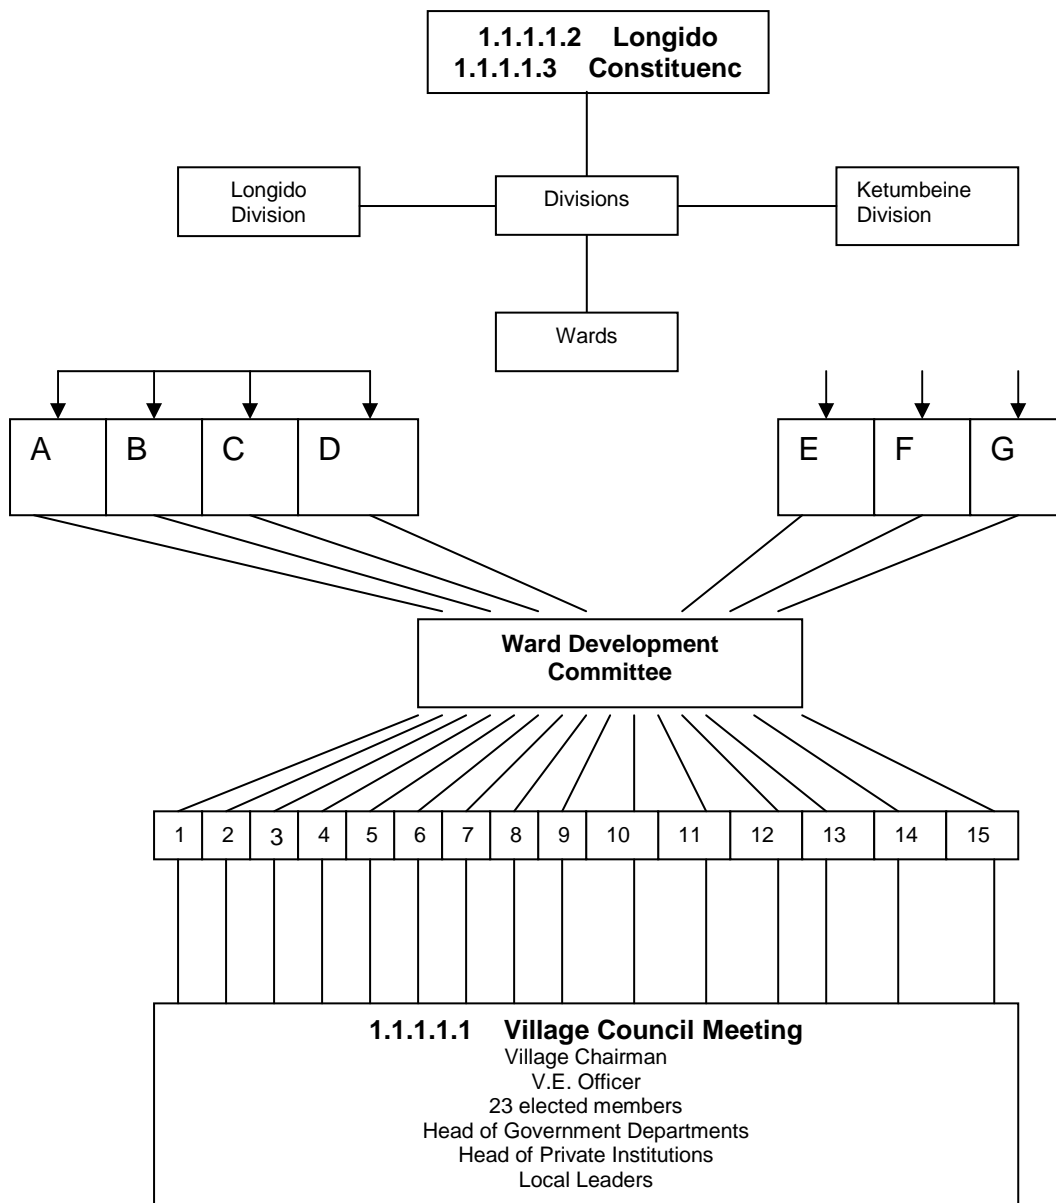 1.1.1.1.2 Longido
1.1.1.1.3 Constituenc
Longido
Division
Divisions
Ketumbeine
Division
Wards
A B C D E F G
Ward Development
Committee
1 2 3 4 5 6 7 8 9 10 11 12 13 14 15
1.1.1.1.1 Village Council Meeting
Village Chairman
V.E. Officer
23 elected members
Head of Government Departments
Head of Private Institutions
Local Leaders